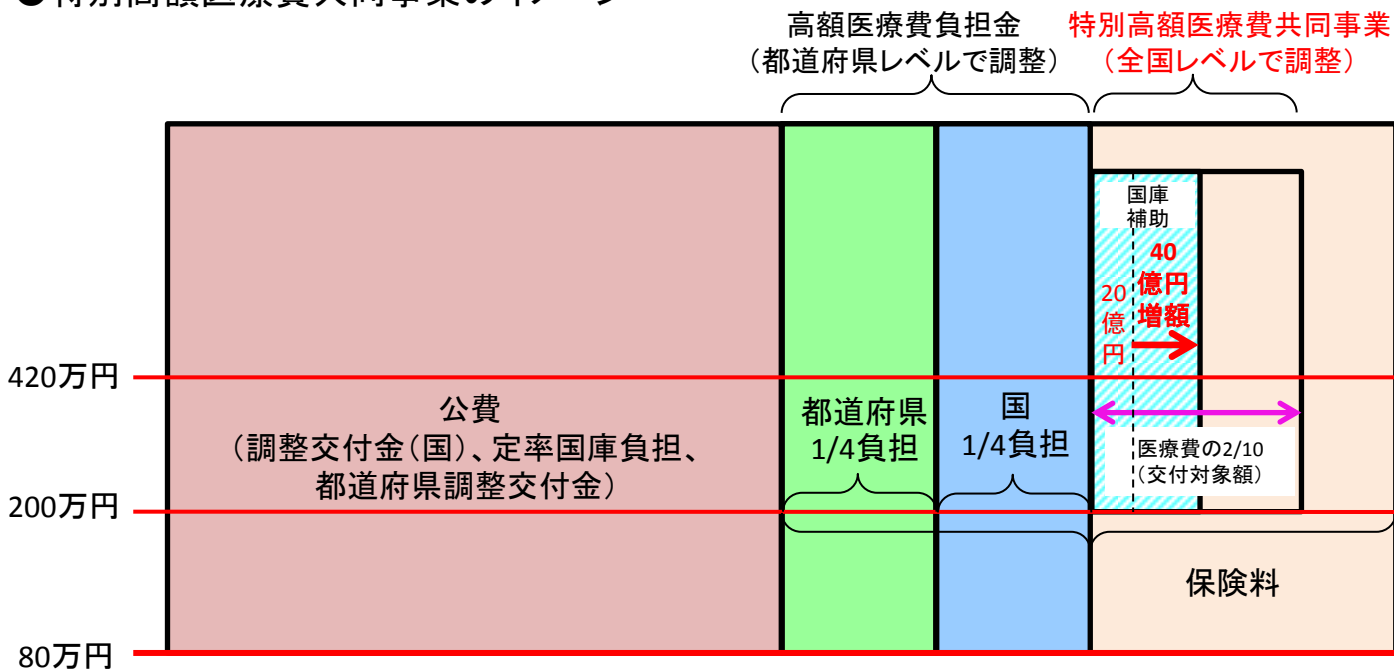 高額医療費負担金
（都道府県レベルで調整）
特別高額医療費共同事業
（全国レベルで調整）
国庫
補助
40
億円
増額
20
億
円
420万円
公費
（調整交付金（国）、定率国庫負担、
都道府県調整交付金）
都道府県
1/4負担
国
1/4負担
医療費の2/10
（交付対象額）
200万円
保険料
80万円